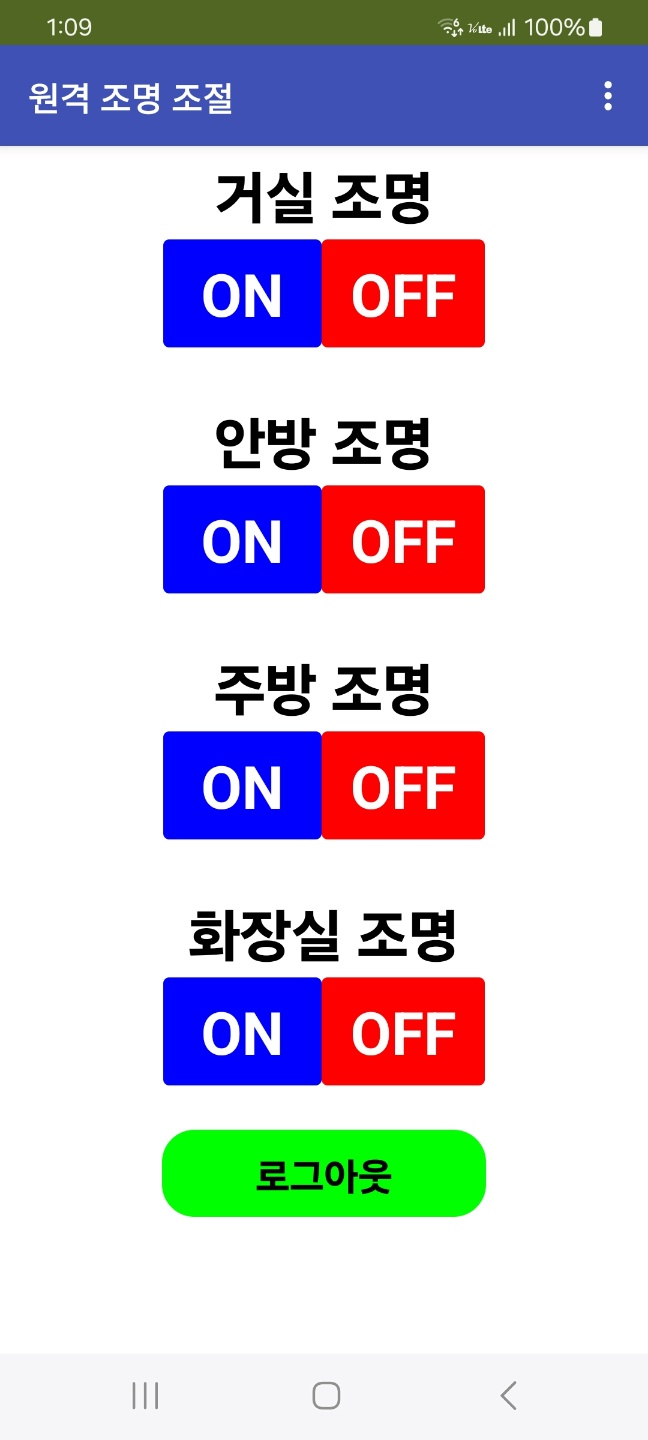 1:09
100%
원격 조명 조절
거실 조명
ON OFF
안방 조명
ON OFF
주방 조명
ON OFF
화장실 조명
ON OFF
로그아웃